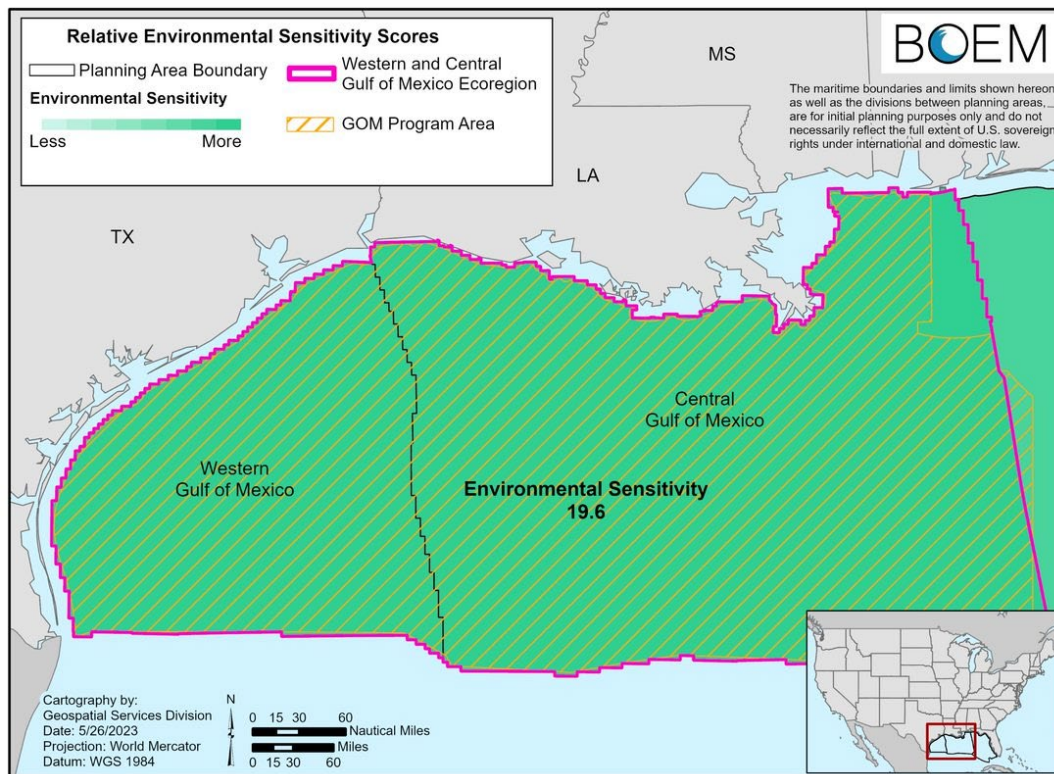 Relative Environmental Sensitivity Scores
Planning Area Boundary
Western and Central
Gulf of Mexico Ecoregion
Environmental Sensitivity
Less
More
GOM Program Area
BOEM
The maritime boundaries and limits shown hereon,
as well as the divisions between planning areas,
are for initial planning purposes only and do not
necessarily reflect the full extent of U.S. sovereign
rights under international and domestic law.
MS
LA
TX
Central
Gulf of Mexico
Western
Gulf of Mexico
Environmental Sensitivity
19.6
Cartography by:
Geospatial Services Division
Date: 5/26/2023
Projection: World Mercator
Datum: WGS 1984
N
0 15 30 60
Nautical Miles
Miles
0 15 30 60